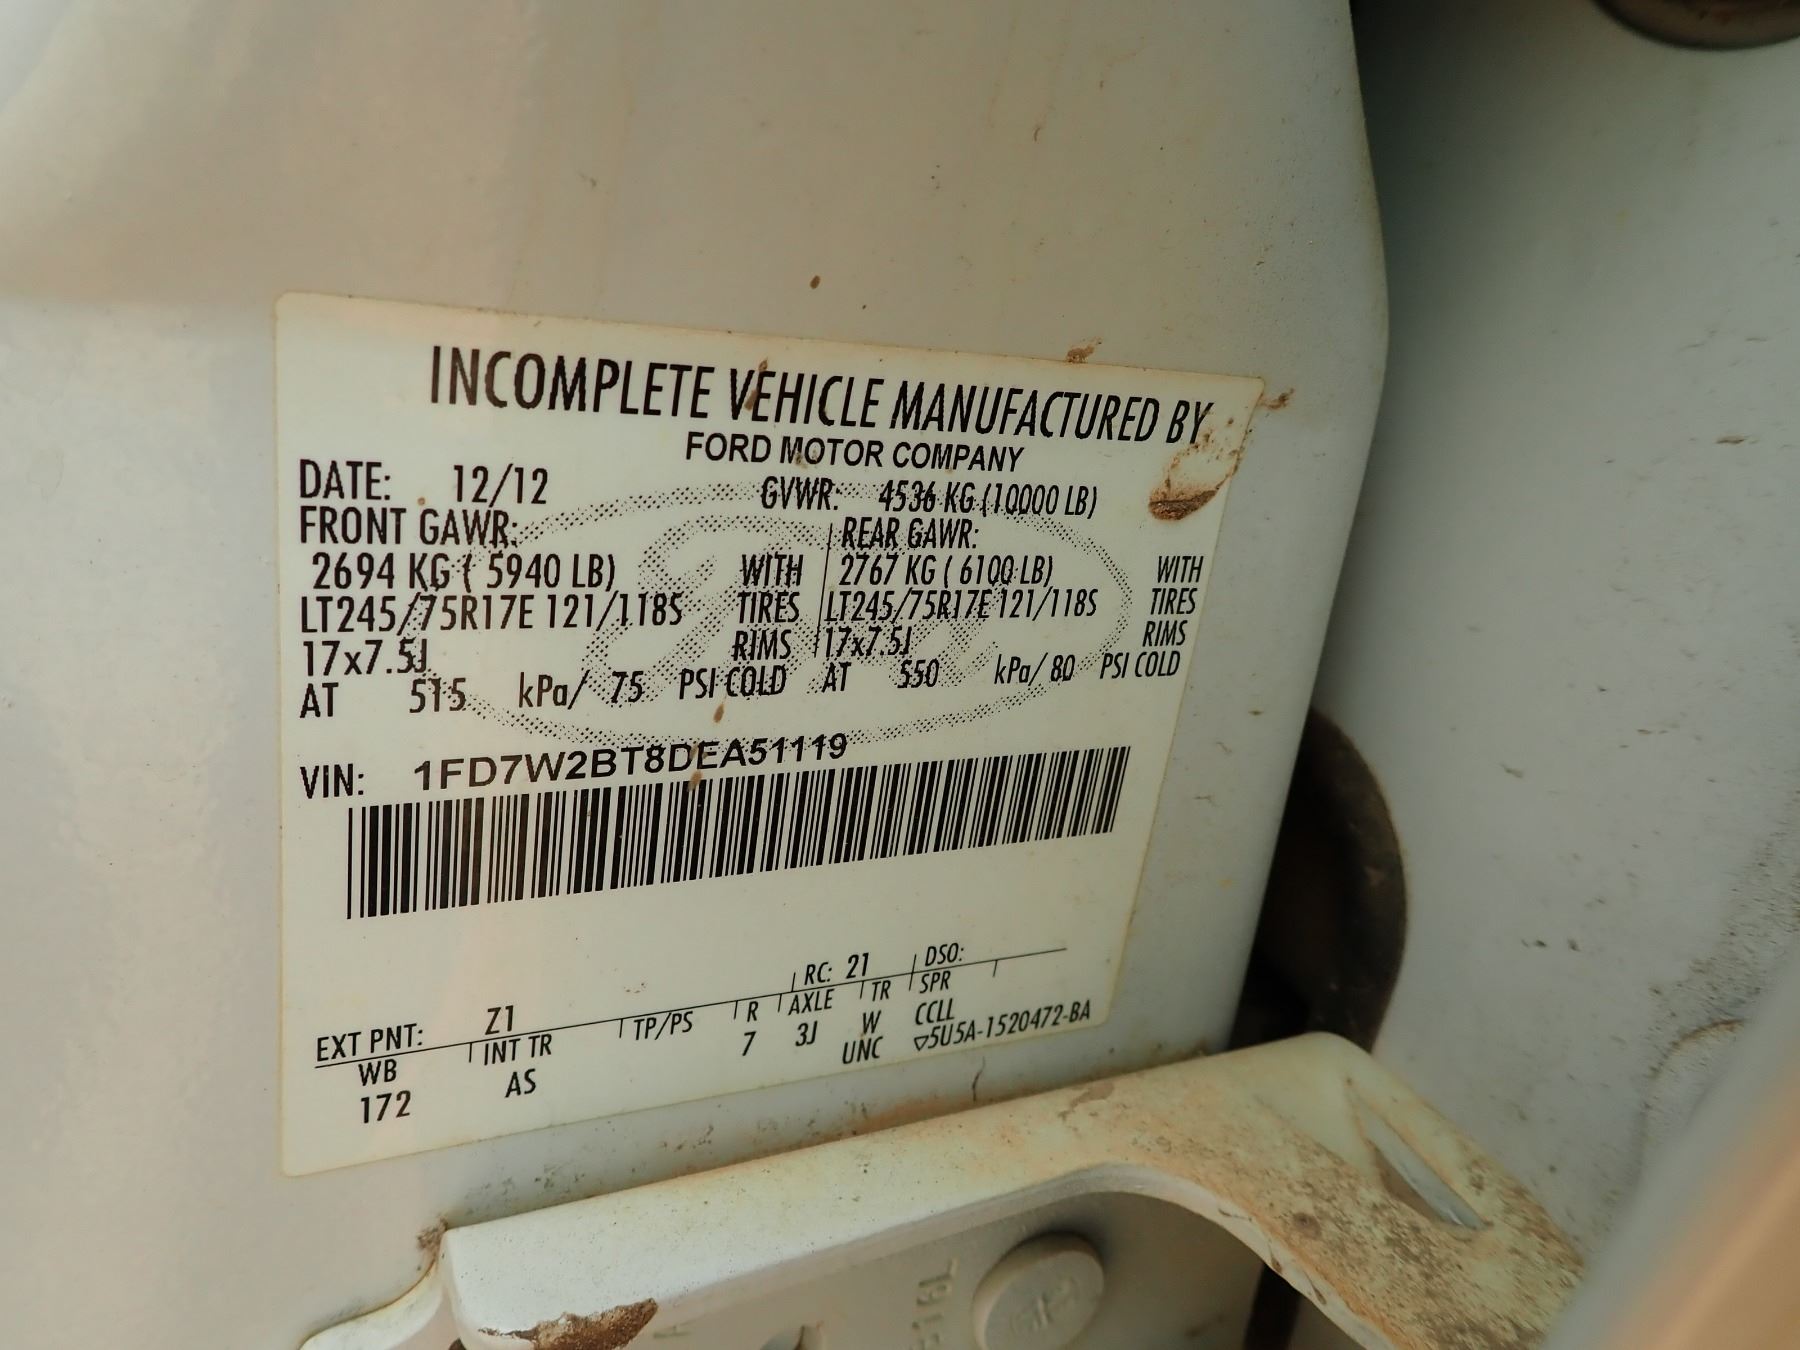 INCOMPLETE VEHICLE MANUFACTURED BY
FORD MOTOR COMPANY
DATE: 12/12 GVWR: 4536 KG (10000 LB)
FRONT GAWR: REAR GAWR:
2694 KG ( 5940 LB) WITH 2767 KG ( 6100 LB) WITH
LT245/75R17E 121/118S TIRES LT245/75R17E 121/118S TIRES
17x7.5J RIMS 17x7.5J RIMS
AT 515 kPa/ 75 PSI COLD AT 550 kPa/ 80 PSI COLD
VIN: 1FD7W2BT8DEA51119
EXT PNT: Z1 RC: 21 DSO:
WB INT TR TP/PS R AXLE TR SPR
172 AS 7 3J W CCLL
UNC ▽5U5A-1520472-BA